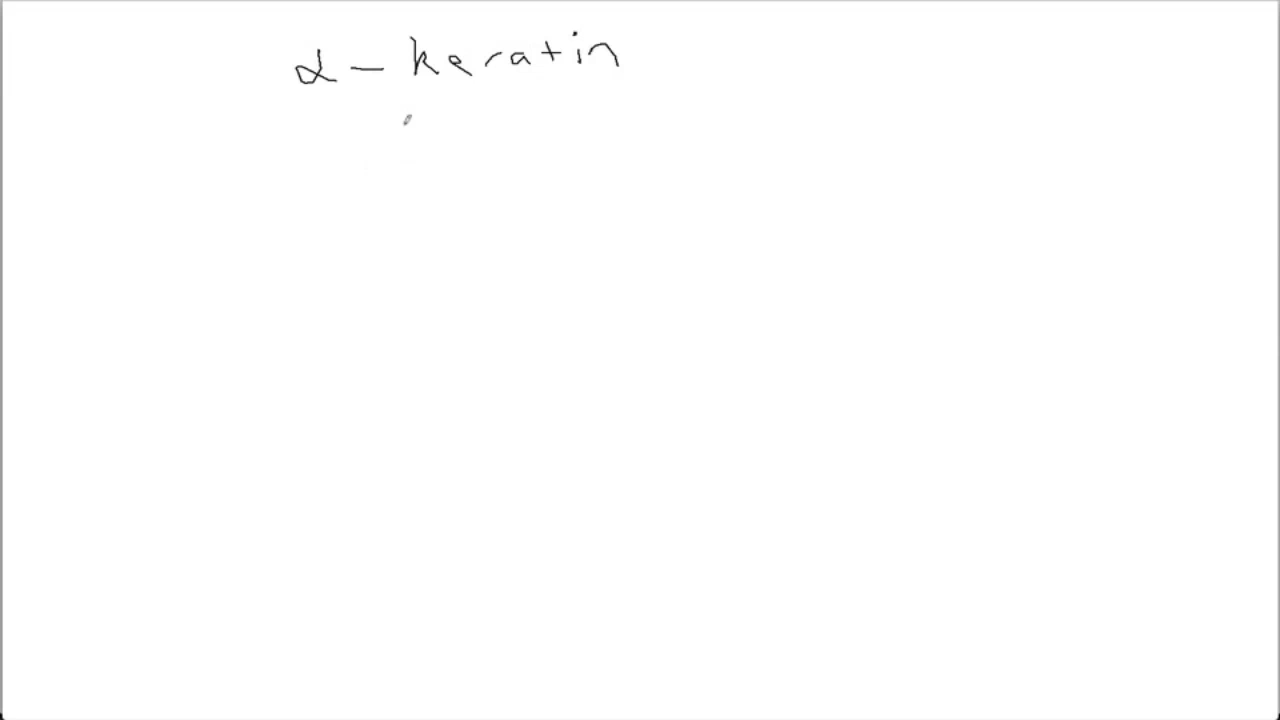 α - keratin